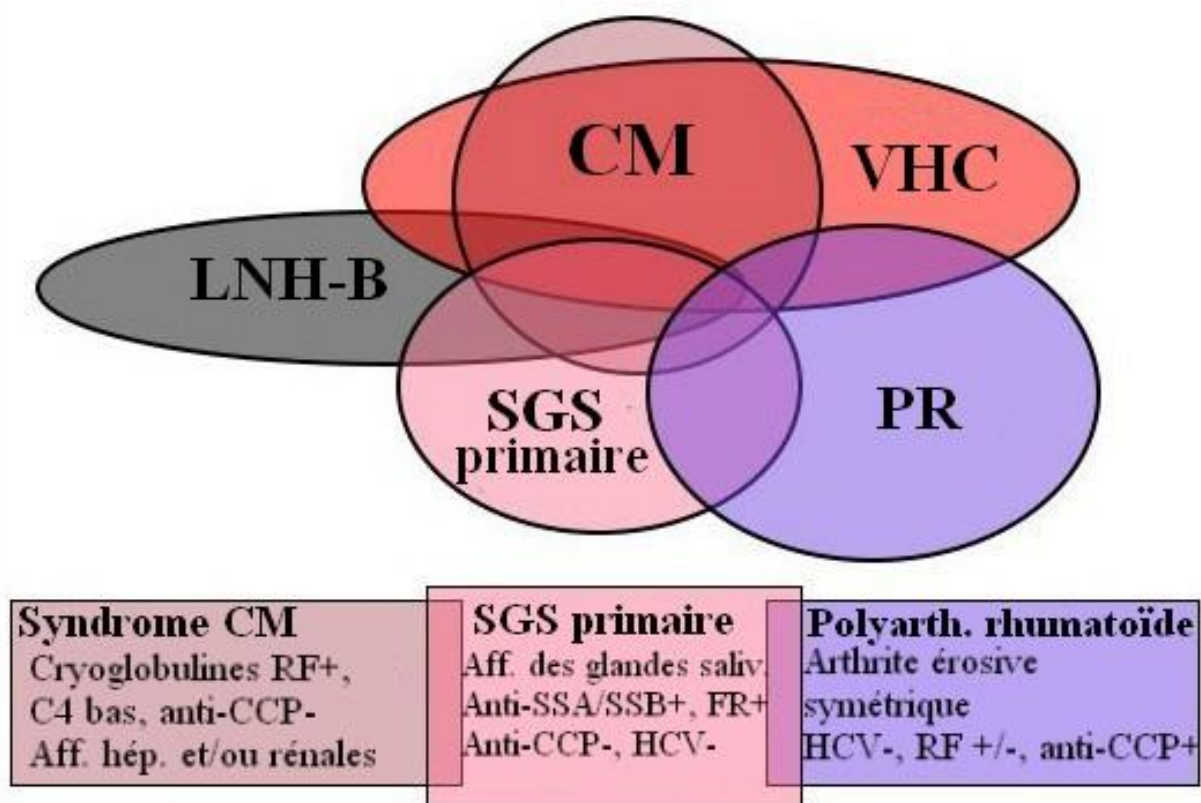 CM
VHC
LNH-B
SGS
primaire
PR
Syndrome CM
Cryoglobulines RF+,
C4 bas, anti-CCP-
Aff. hép. et/ou rénales
SGS primaire
Aff. des glandes saliv.
Anti-SSA/SSB+, FR+
Anti-CCP-, HCV-
Polyarth. rhumatoïde
Arthrite érosive
symétrique
HCV-, RF +/-, anti-CCP+